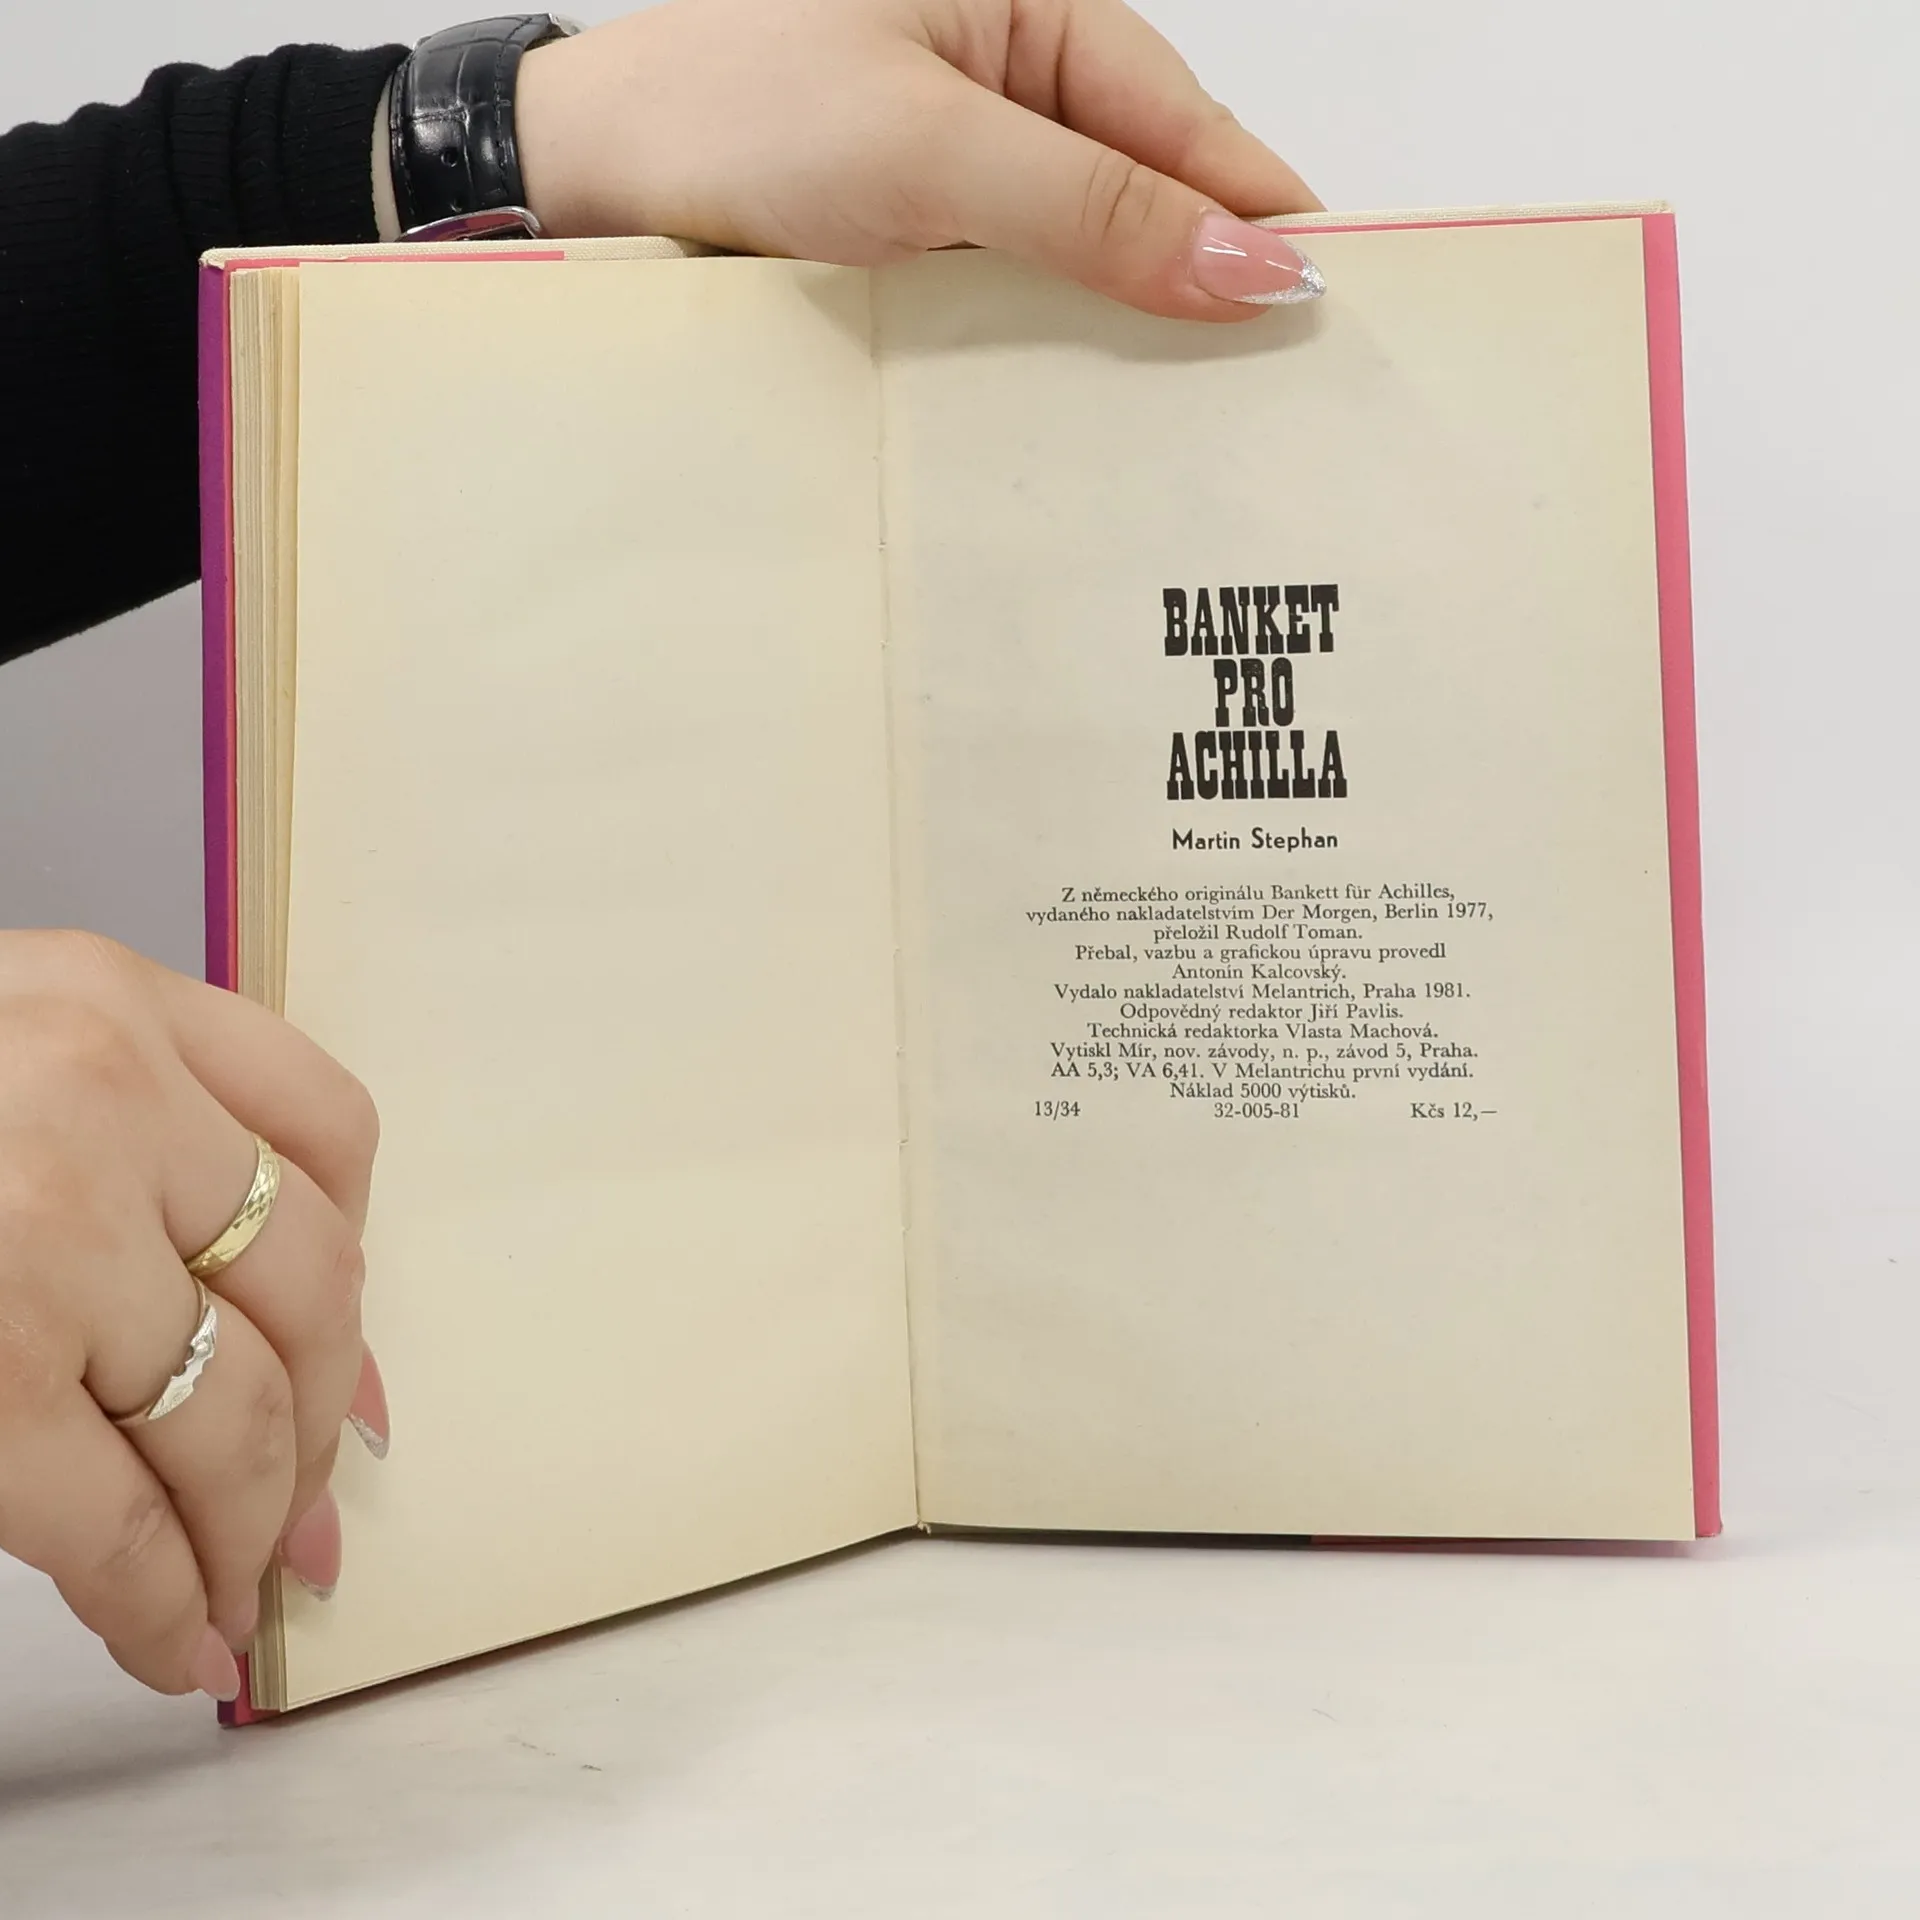 BANKET
PRO
ACHILLA
Martin Stephan
Z německého originálu Bankett für Achilles,
vydaného nakladatelstvím Der Morgen, Berlin 1977,
přeložil Rudolf Toman.
Přebal, vazbu a grafickou úpravu provedl
Antonín Kalcovský.
Vydalo nakladatelství Melantrich, Praha 1981.
Odpovědný redaktor Jiří Pavlis.
Technická redaktorka Vlasta Machová.
Vytiskl Mír, nov. závody, n. p., závod 5, Praha.
AA 5,3; VA 6,41. V Melantrichu první vydání.
Náklad 5000 výtisků.
13/34 32-005-81 Kčs 12,—